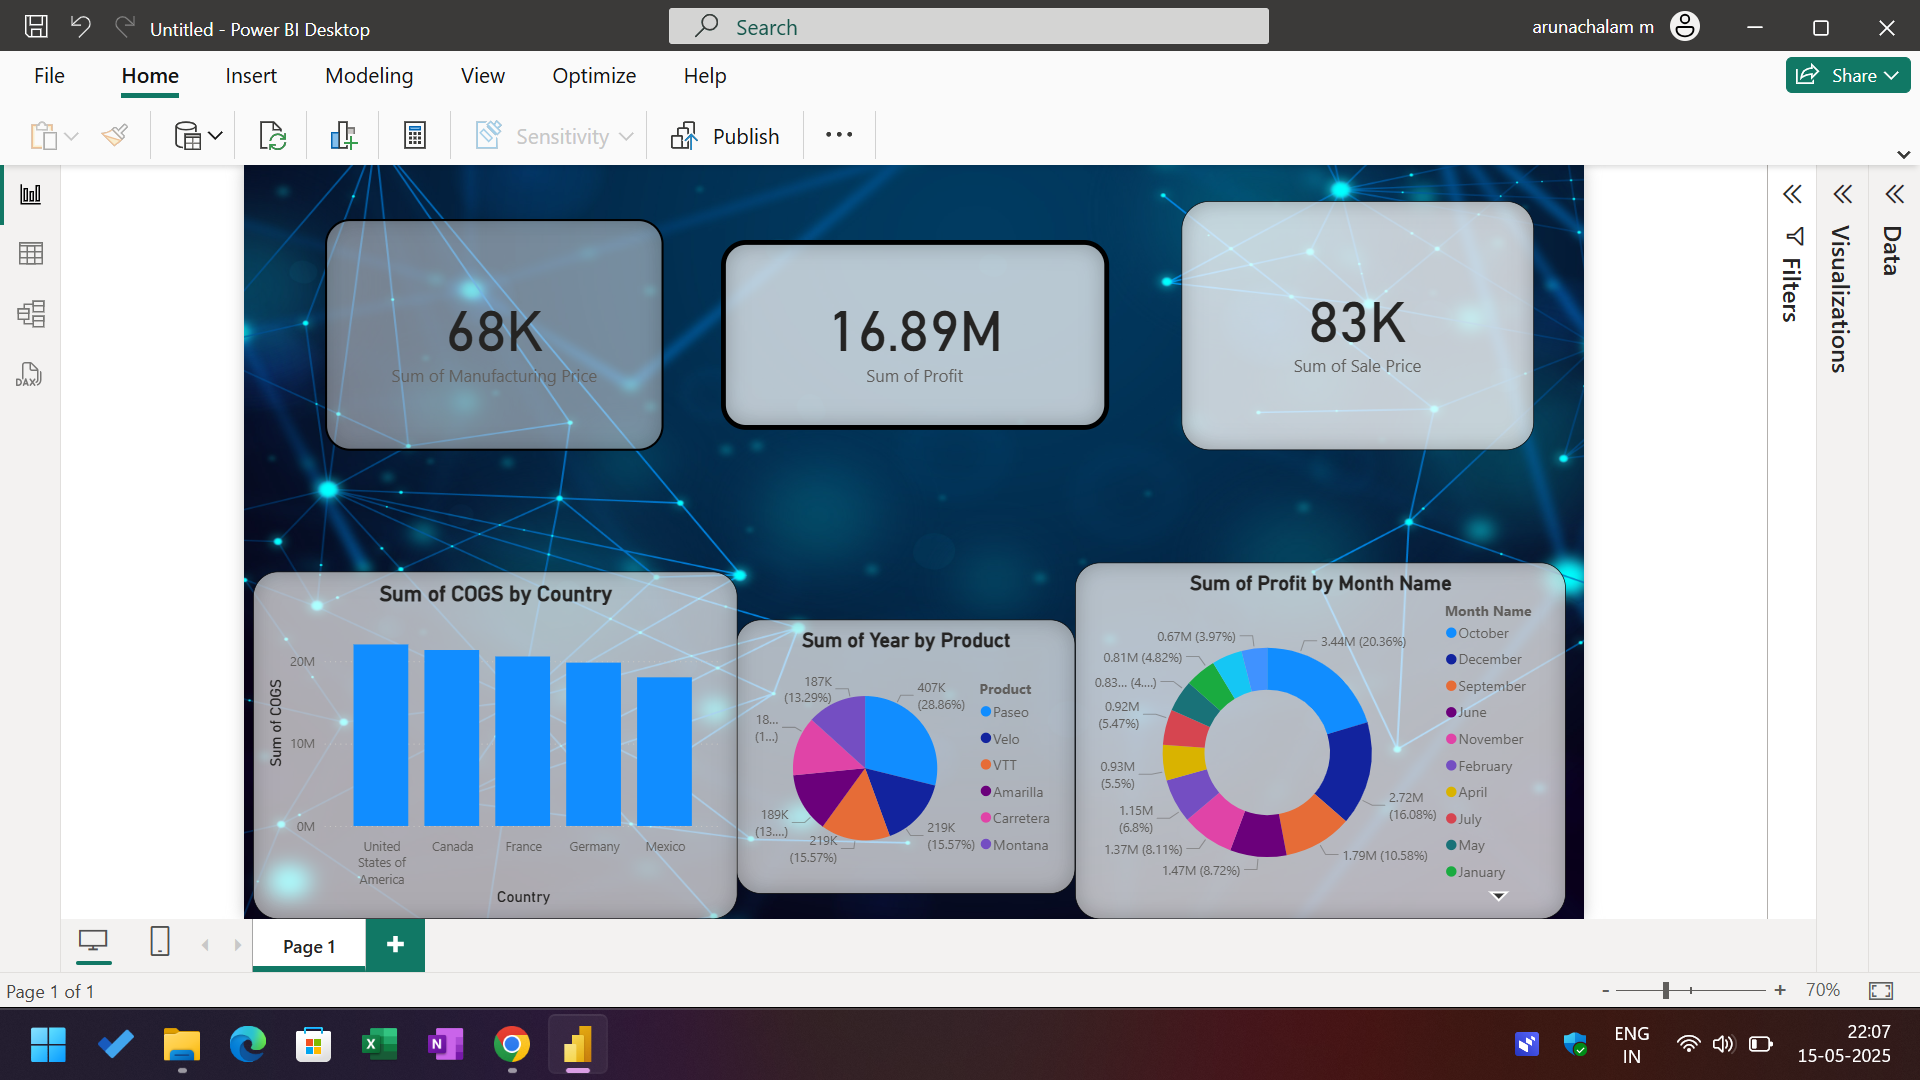 Untitled - Power BI Desktop
Search
arunachalam m
File
Home
Insert
Modeling
View
Optimize
Help
Share
Sensitivity
Publish
DAX
68K
Sum of Manufacturing Price
16.89M
Sum of Profit
83K
Sum of Sale Price
Filters
Visualizations
Data
Sum of COGS by Country
Sum of COGS
20M
10M
0M
United
States of
America
Canada
France
Germany
Mexico
Country
Sum of Year by Product
187K
(13.29%)
407K
(28.86%)
18...
(1...)
189K
(13....)
219K
(15.57%)
219K
(15.57%)
Product
Paseo
Velo
VTT
Amarilla
Carretera
Montana
Sum of Profit by Month Name
0.67M (3.97%)
3.44M (20.36%)
0.81M (4.82%)
0.83... (4....)
0.92M
(5.47%)
0.93M
(5.5%)
1.15M
(6.8%)
1.37M (8.11%)
1.47M (8.72%)
1.79M (10.58%)
2.72M
(16.08%)
Month Name
October
December
September
June
November
February
April
July
May
January
Page 1
Page 1 of 1
- + 70%
ENG
IN
22:07
15-05-2025